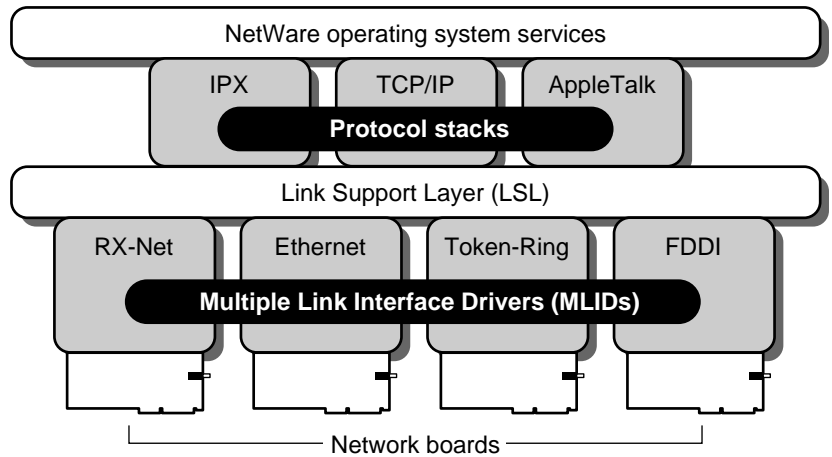 NetWare operating system services
IPX TCP/IP AppleTalk
Protocol stacks
Link Support Layer (LSL)
RX-Net Ethernet Token-Ring FDDI
Multiple Link Interface Drivers (MLIDs)
Network boards